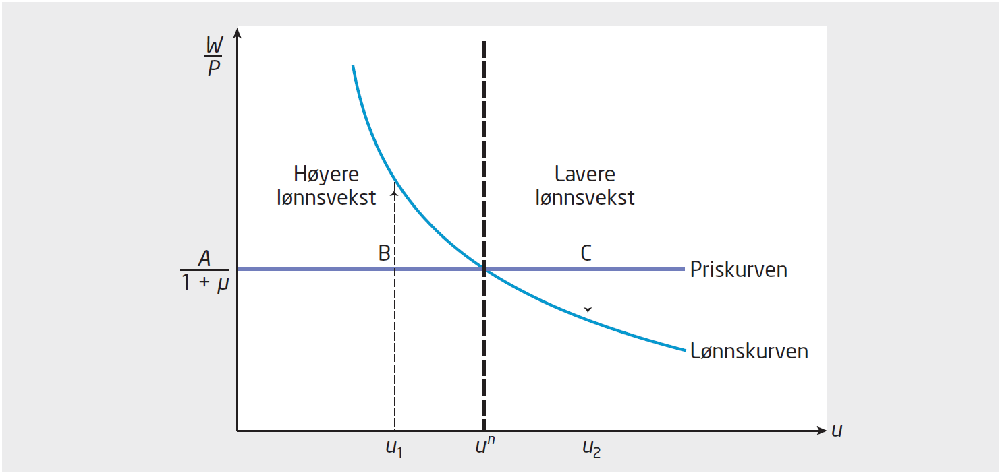 W
P
Høyere
lønnsvekst
Lavere
lønnsvekst
B
C
A
1 + μ
Priskurven
Lønnskurven
u
u₁
uⁿ
u₂